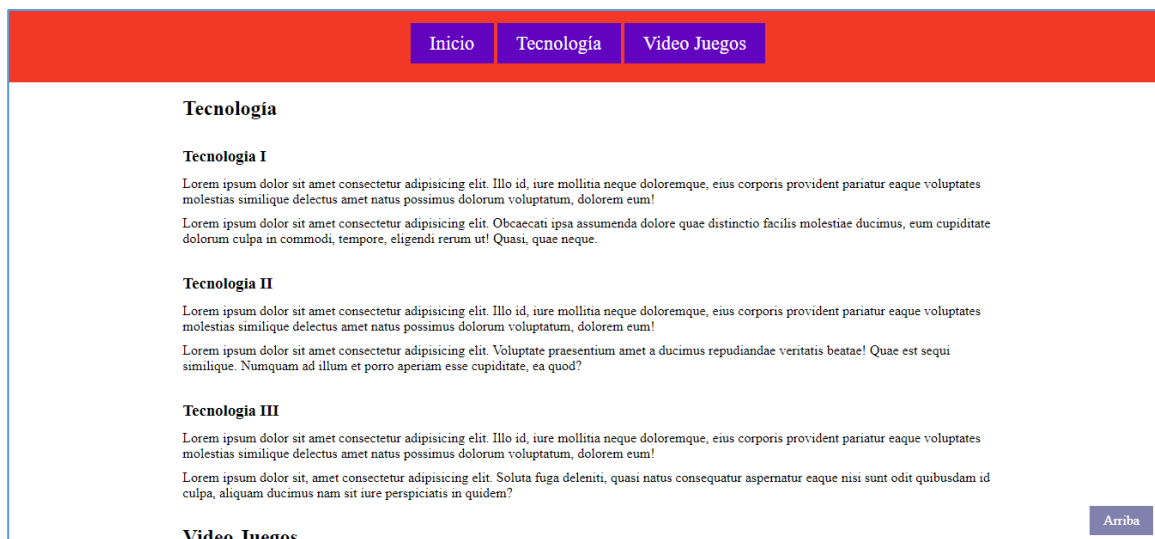 Inicio Tecnología Video Juegos
Tecnología
Tecnologia I
Lorem ipsum dolor sit amet consectetur adipisicing elit. Illo id, iure mollitia neque doloremque, eius corporis provident pariatur eaque voluptates
molestias similique delectus amet natus possimus dolorum voluptatum, dolorem eum!
Lorem ipsum dolor sit amet consectetur adipisicing elit. Obcaecati ipsa assumenda dolore quae distinctio facilis molestiae ducimus, eum cupiditate
dolorum culpa in commodi, tempore, eligendi rerum ut! Quasi, quae neque.
Tecnologia II
Lorem ipsum dolor sit amet consectetur adipisicing elit. Illo id, iure mollitia neque doloremque, eius corporis provident pariatur eaque voluptates
molestias similique delectus amet natus possimus dolorum voluptatum, dolorem eum!
Lorem ipsum dolor sit amet consectetur adipisicing elit. Voluptate praesentium amet a ducimus repudiandae veritatis beatae! Quae est sequi
similique. Numquam ad illum et porro aperiam esse cupiditate, ea quod?
Tecnologia III
Lorem ipsum dolor sit amet consectetur adipisicing elit. Illo id, iure mollitia neque doloremque, eius corporis provident pariatur eaque voluptates
molestias similique delectus amet natus possimus dolorum voluptatum, dolorem eum!
Lorem ipsum dolor sit, amet consectetur adipisicing elit. Soluta fuga deleniti, quasi natus consequatur aspernatur eaque nisi sunt odit quibusdam id
culpa, aliquam ducimus nam sit iure perspiciatis in quidem?
Arriba
Video Juegos